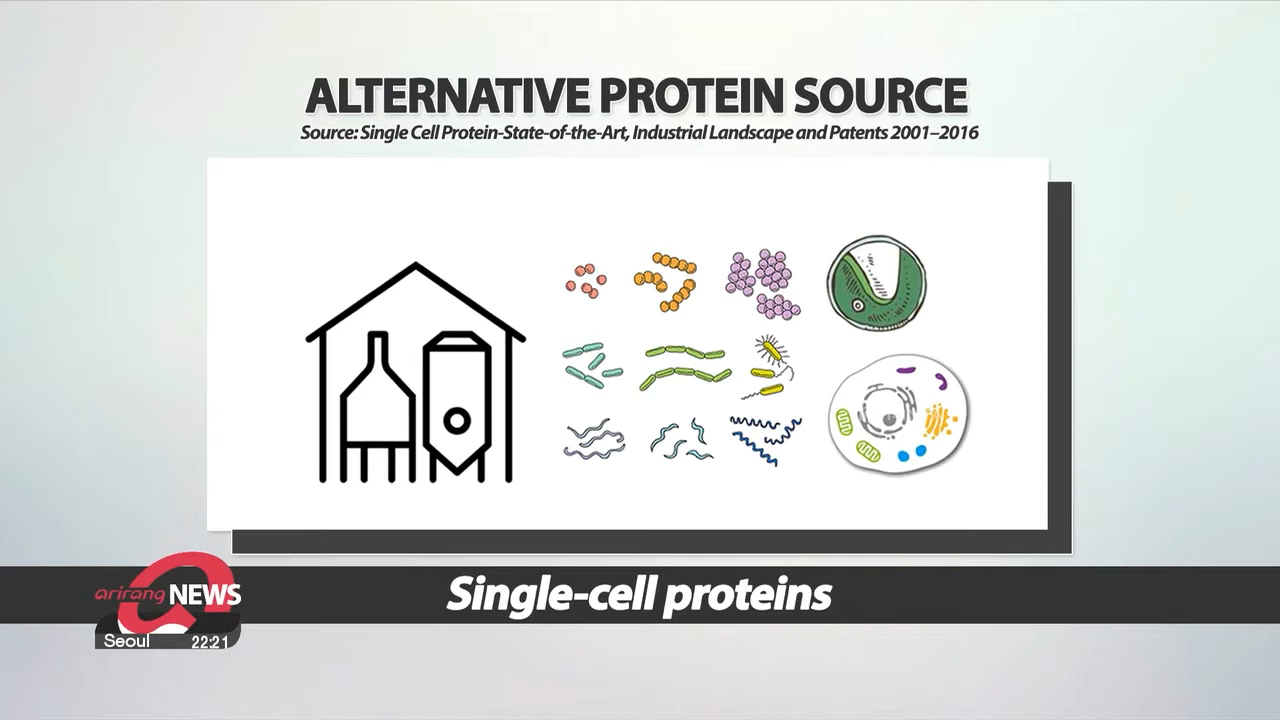 ALTERNATIVE PROTEIN SOURCE
Source: Single Cell Protein-State-of-the-Art, Industrial Landscape and Patents 2001–2016
Single-cell proteins
arirang NEWS
Seoul 22:21